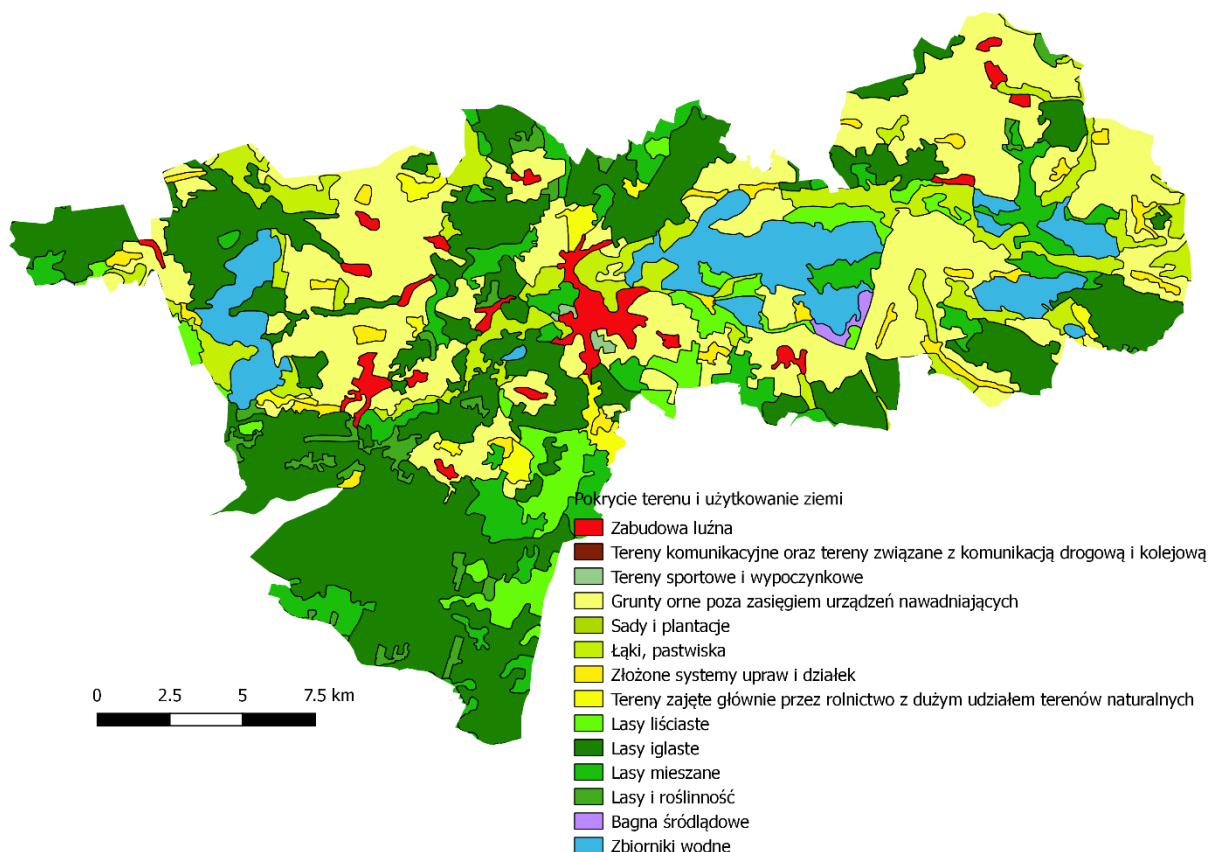 Pokrycie terenu i użytkowanie ziemi
Zabudowa luźna
Tereny komunikacyjne oraz tereny związane z komunikacją drogową i kolejową
Tereny sportowe i wypoczynkowe
Grunty orne poza zasięgiem urządzeń nawadniających
Sady i plantacje
Łąki, pastwiska
Złożone systemy upraw i działek
Tereny zajęte głównie przez rolnictwo z dużym udziałem terenów naturalnych
Lasy liściaste
Lasy iglaste
Lasy mieszane
Lasy i roślinność
Bagna śródlądowe
Zbiorniki wodne
0 2.5 5 7.5 km